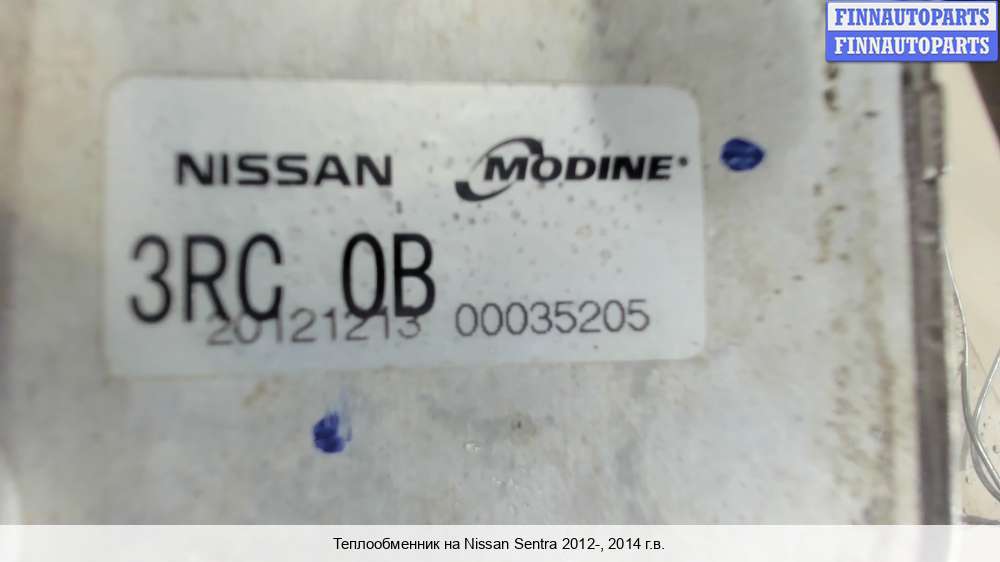 FINNAUTOPARTS
FINNAUTOPARTS
NISSAN MODINE
3RC 0B
20121213 00035205
Теплообменник на Nissan Sentra 2012-, 2014 г.в.